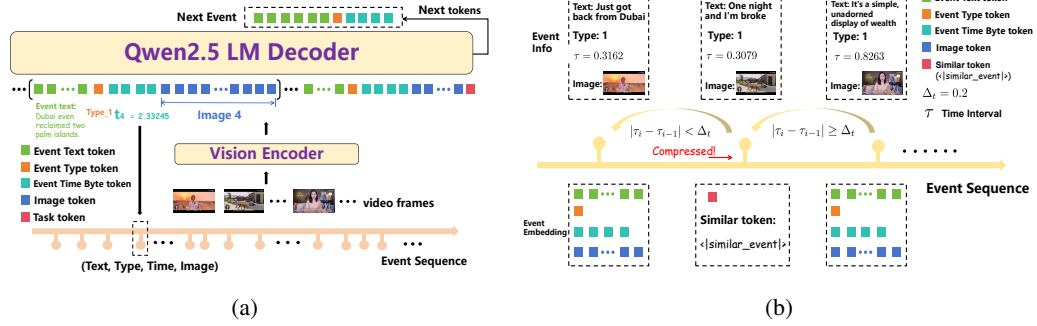 Next Event
Next tokens
Qwen2.5 LM Decoder
Event text:
Dubai even
reclaimed two
palm islands.
Type_1
t4 = 2.33245
Image 4
Vision Encoder
Event Text token
Event Type token
Event Time Byte token
Image token
Task token
video frames
Event Sequence
(Text, Type, Time, Image)
(a)
Event
Info
Text: Just got
back from Dubai
Type: 1
τ = 0.3162
Image:
Text: One night
and I'm broke
Type: 1
τ = 0.3079
Image:
Text: It's a simple,
unadorned
display of wealth
Type: 1
τ = 0.8263
Image:
Event Text token
Event Type token
Event Time Byte token
Image token
Similar token
(<|similar_event|>)
Δt = 0.2
τ Time Interval
|τi − τi−1| < Δt
|τi − τi−1| ≥ Δt
Compressed!
Event Sequence
Event
Embedding
Similar token:
<|similar_event|>
(b)